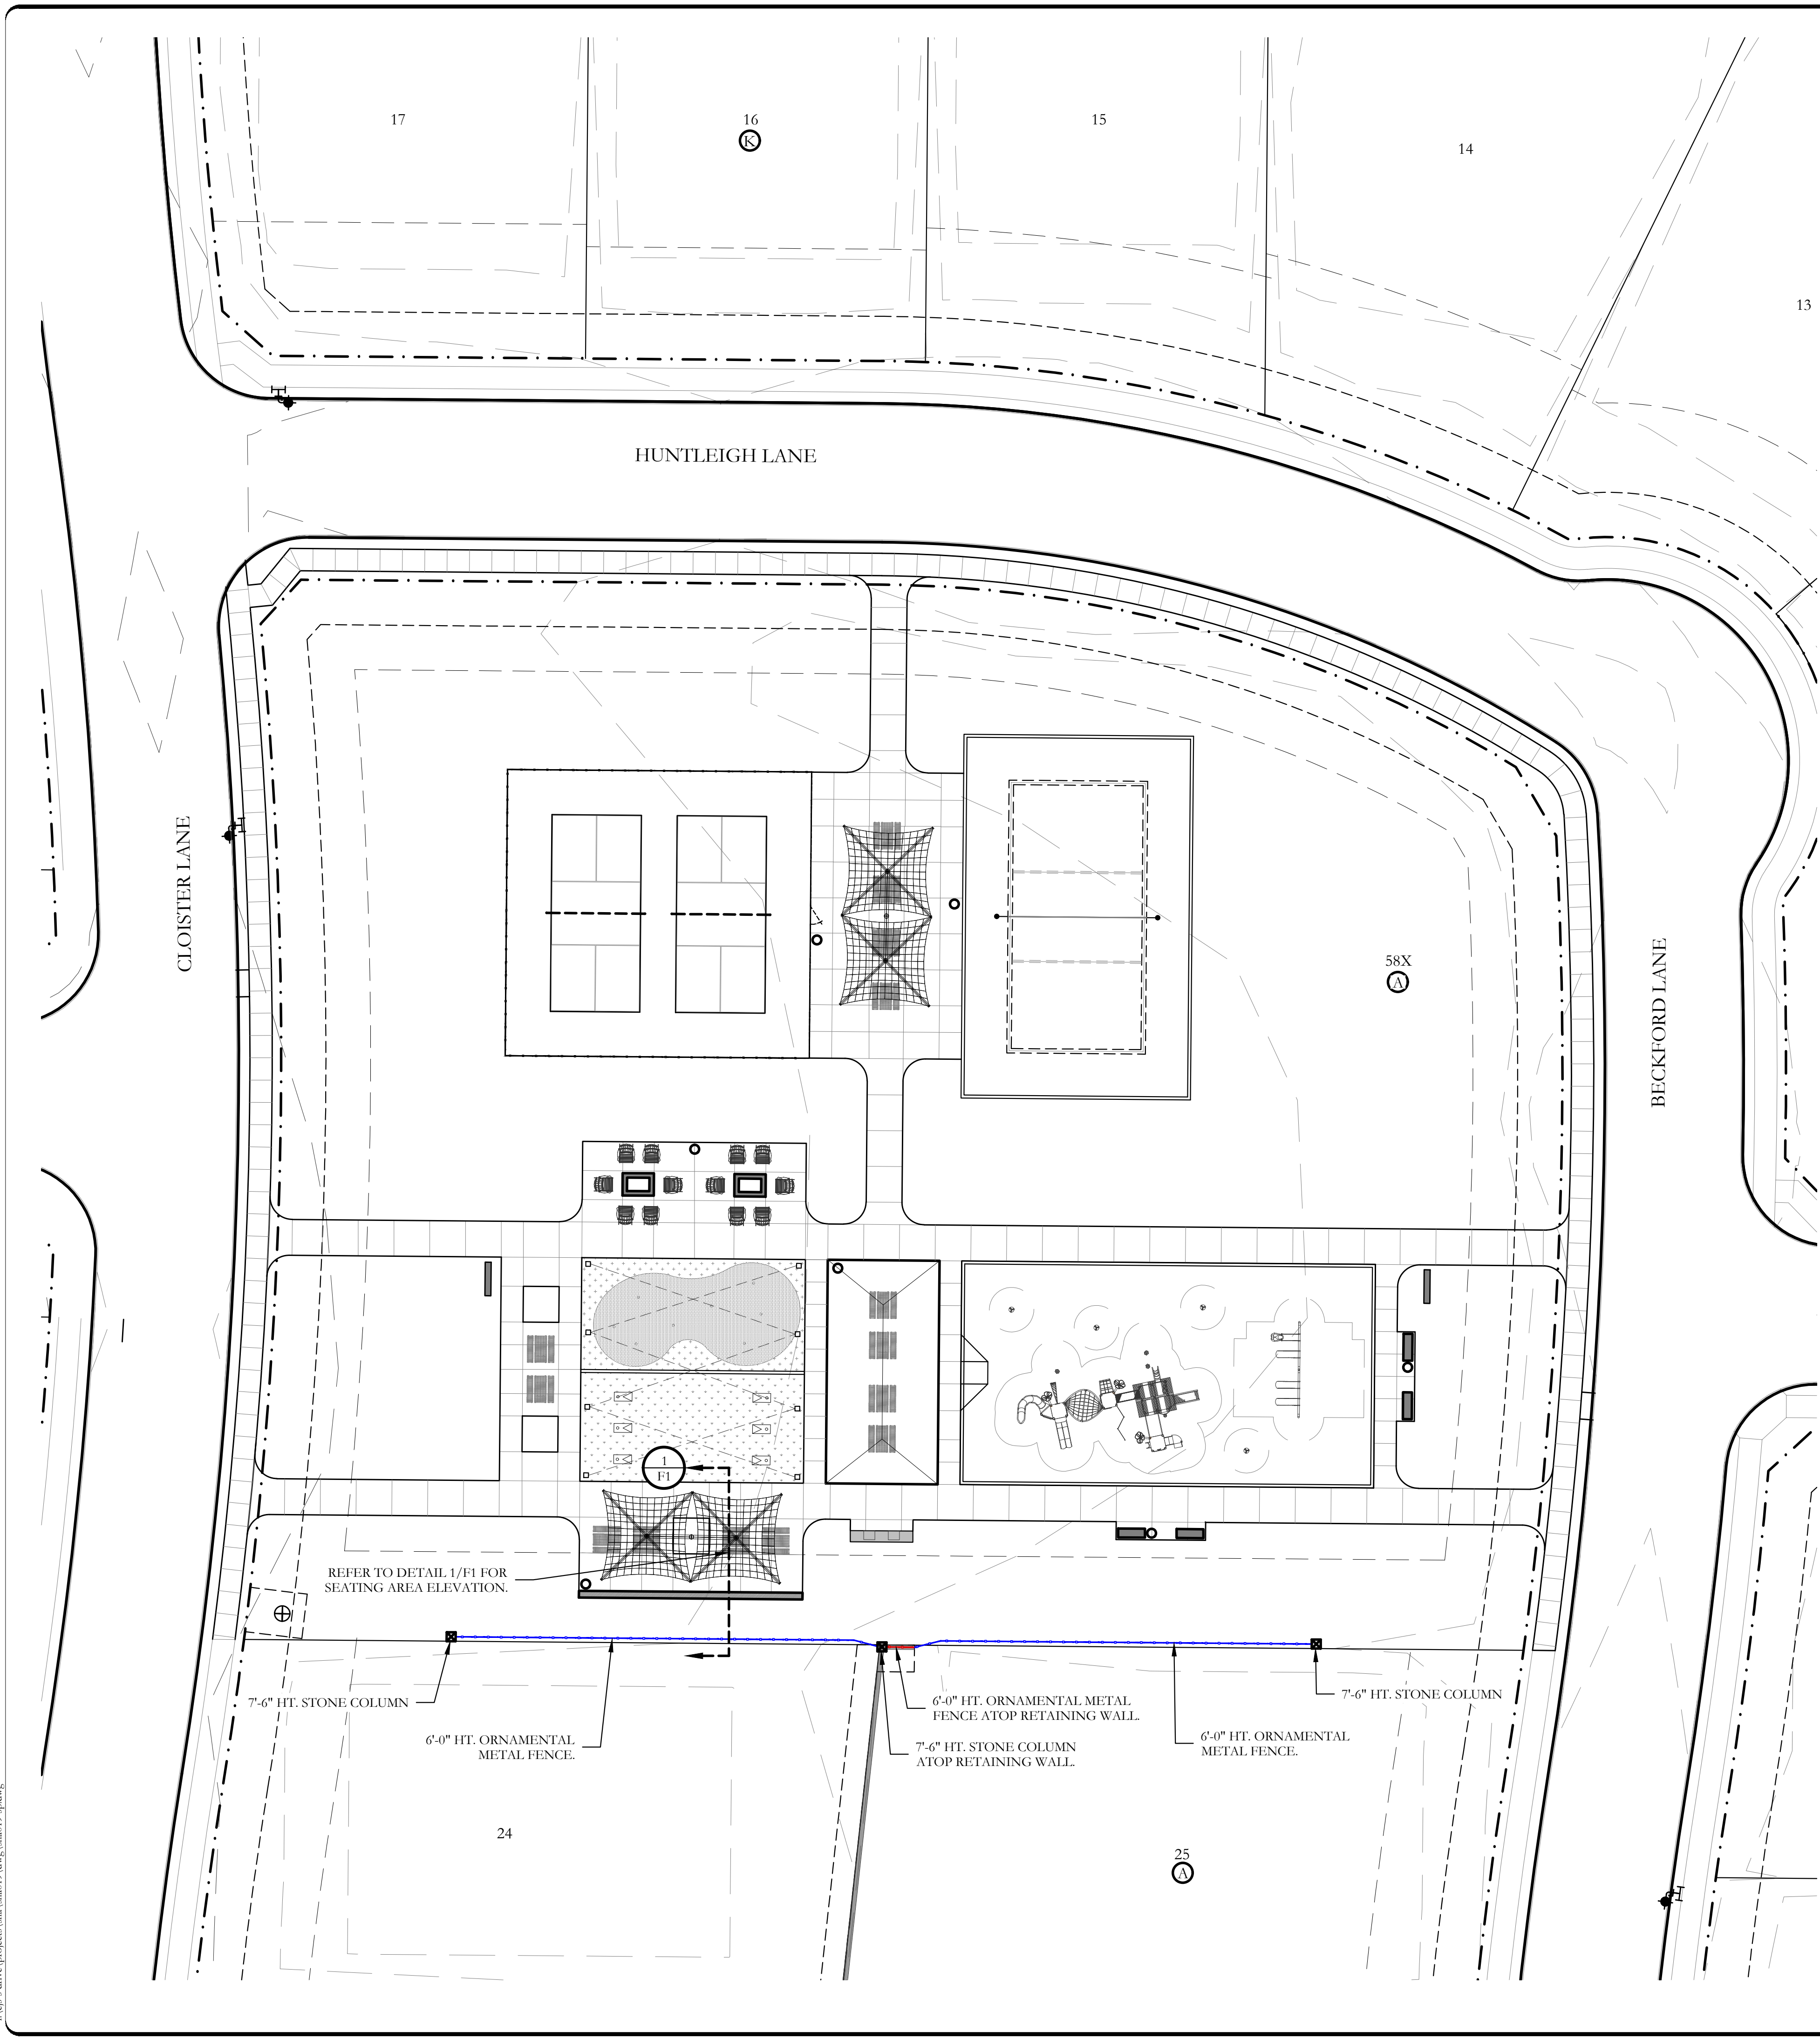 17
16
K
15
14
13
HUNTLEIGH LANE
CLOISTER LANE
58X
A
BECKFORD LANE
1
F1
REFER TO DETAIL 1/F1 FOR
SEATING AREA ELEVATION.
7'-6" HT. STONE COLUMN
6'-0" HT. ORNAMENTAL
METAL FENCE.
6'-0" HT. ORNAMENTAL METAL
FENCE ATOP RETAINING WALL.
7'-6" HT. STONE COLUMN
ATOP RETAINING WALL.
7'-6" HT. STONE COLUMN
6'-0" HT. ORNAMENTAL
METAL FENCE.
24
25
A